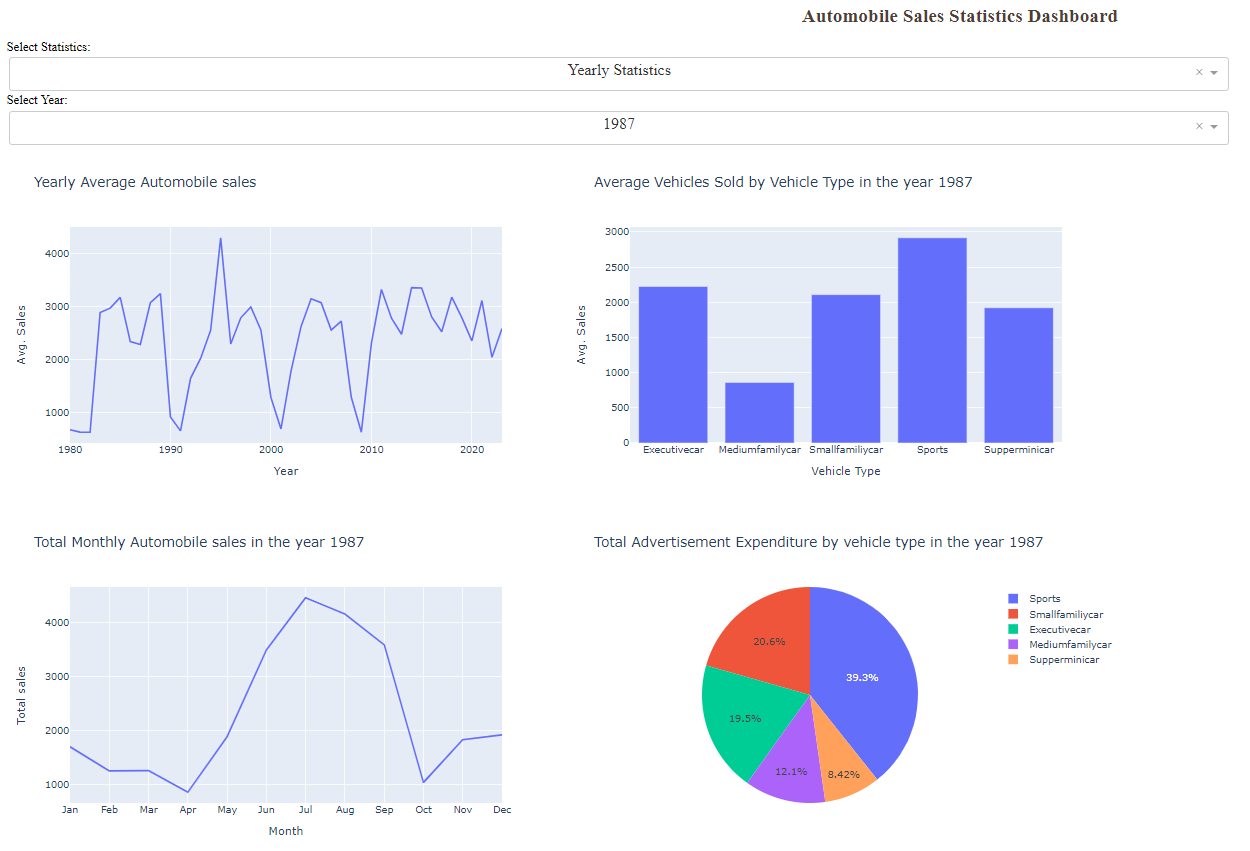 Automobile Sales Statistics Dashboard
Select Statistics:
Yearly Statistics
×
Select Year:
1987
×
Yearly Average Automobile sales
Avg. Sales
4000
3000
2000
1000
1980 1990 2000 2010 2020
Year
Average Vehicles Sold by Vehicle Type in the year 1987
Avg. Sales
3000
2500
2000
1500
1000
500
0
Executivecar Mediumfamilycar Smallfamiliycar Sports Supperminicar
Vehicle Type
Total Monthly Automobile sales in the year 1987
Total sales
4000
3000
2000
1000
Jan Feb Mar Apr May Jun Jul Aug Sep Oct Nov Dec
Month
Total Advertisement Expenditure by vehicle type in the year 1987
20.6%
39.3%
19.5%
12.1%
8.42%
Sports
Smallfamiliycar
Executivecar
Mediumfamilycar
Supperminicar